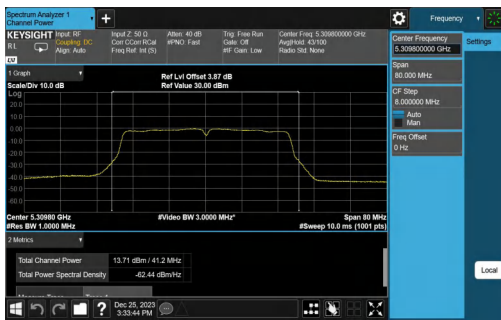 Spectrum Analyzer 1
Channel Power
Frequency
KEYSIGHT
RL
Input: RF
Coupling: DC
Align: Auto
Input Z: 50 Ω
Corr CCorr RCal
Freq Ref: Int (S)
Atten: 40 dB
#PNO: Fast
Trig: Free Run
Gate: Off
#IF Gain: Low
Center Freq: 5.309800000 GHz
Avg|Hold: 43/100
Radio Std: None
LXI
1 Graph
Scale/Div 10.0 dB
Ref Lvl Offset 3.87 dB
Ref Value 30.00 dBm
Log
20.0
10.0
0.00
-10.0
-20.0
-30.0
-40.0
-50.0
-60.0
Center 5.30980 GHz
#Res BW 1.0000 MHz
#Video BW 3.0000 MHz*
Span 80 MHz
#Sweep 10.0 ms (1001 pts)
2 Metrics
Total Channel Power 13.71 dBm / 41.2 MHz
Total Power Spectral Density -62.44 dBm/Hz
?
Dec 25, 2023
3:33:44 PM
Center Frequency
5.309800000 GHz
Settings
Span
80.000 MHz
CF Step
8.000000 MHz
Auto
Man
Freq Offset
0 Hz
Local